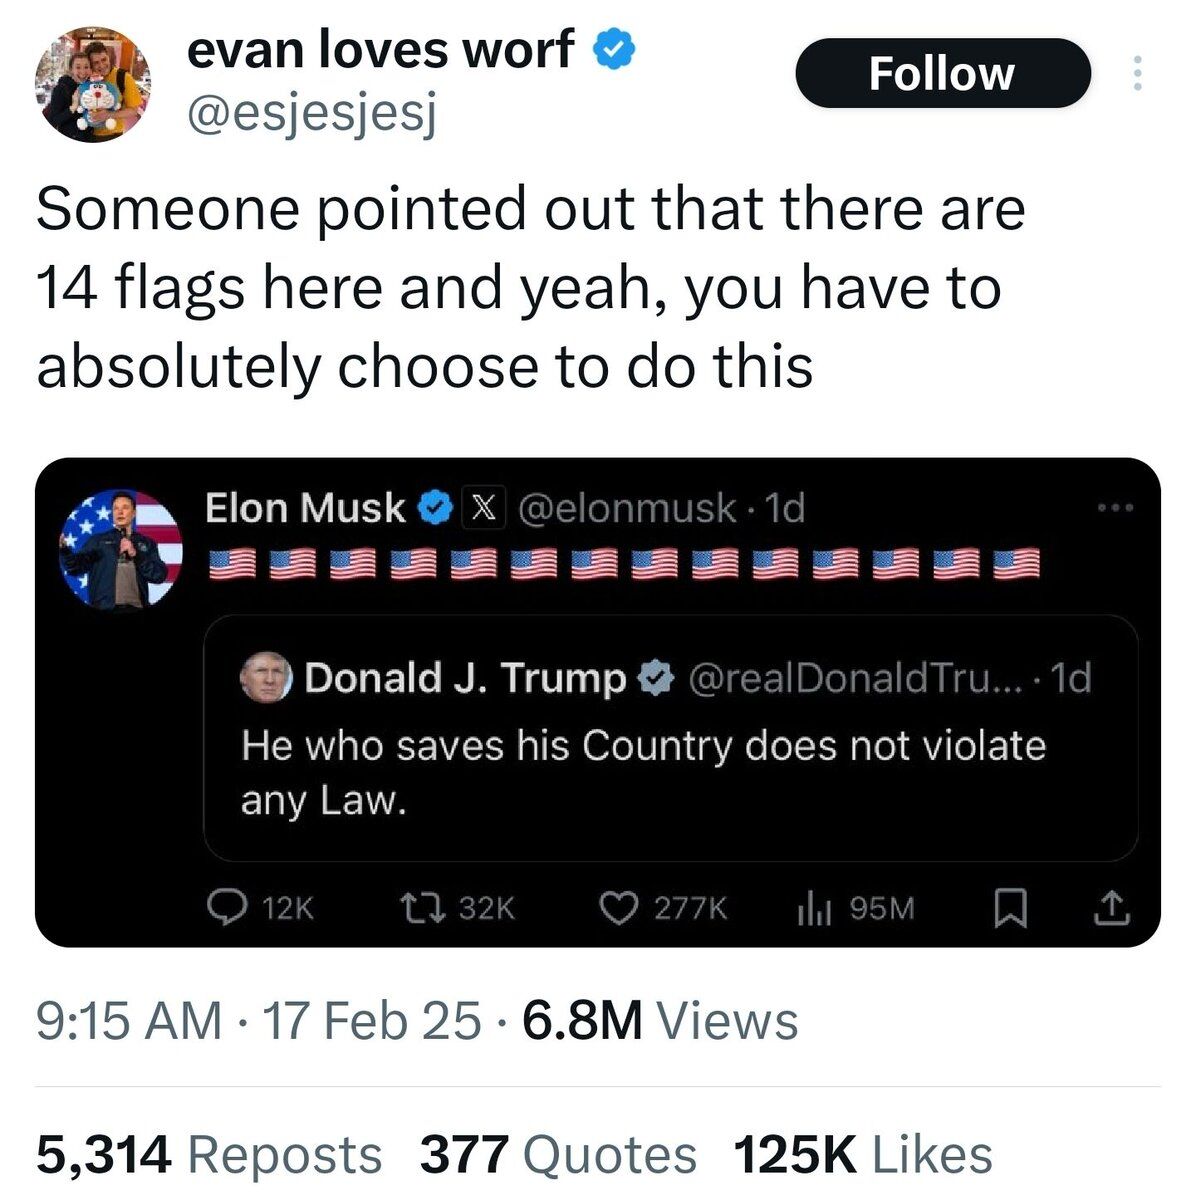 evan loves worf
@esjesjesj
Follow
Someone pointed out that there are
14 flags here and yeah, you have to
absolutely choose to do this
Elon Musk X @elonmusk · 1d
🇺🇸🇺🇸🇺🇸🇺🇸🇺🇸🇺🇸🇺🇸🇺🇸🇺🇸🇺🇸🇺🇸🇺🇸🇺🇸🇺🇸
Donald J. Trump @realDonaldTru... · 1d
He who saves his Country does not violate
any Law.
12K 32K 277K 95M
9:15 AM · 17 Feb 25 · 6.8M Views
5,314 Reposts 377 Quotes 125K Likes